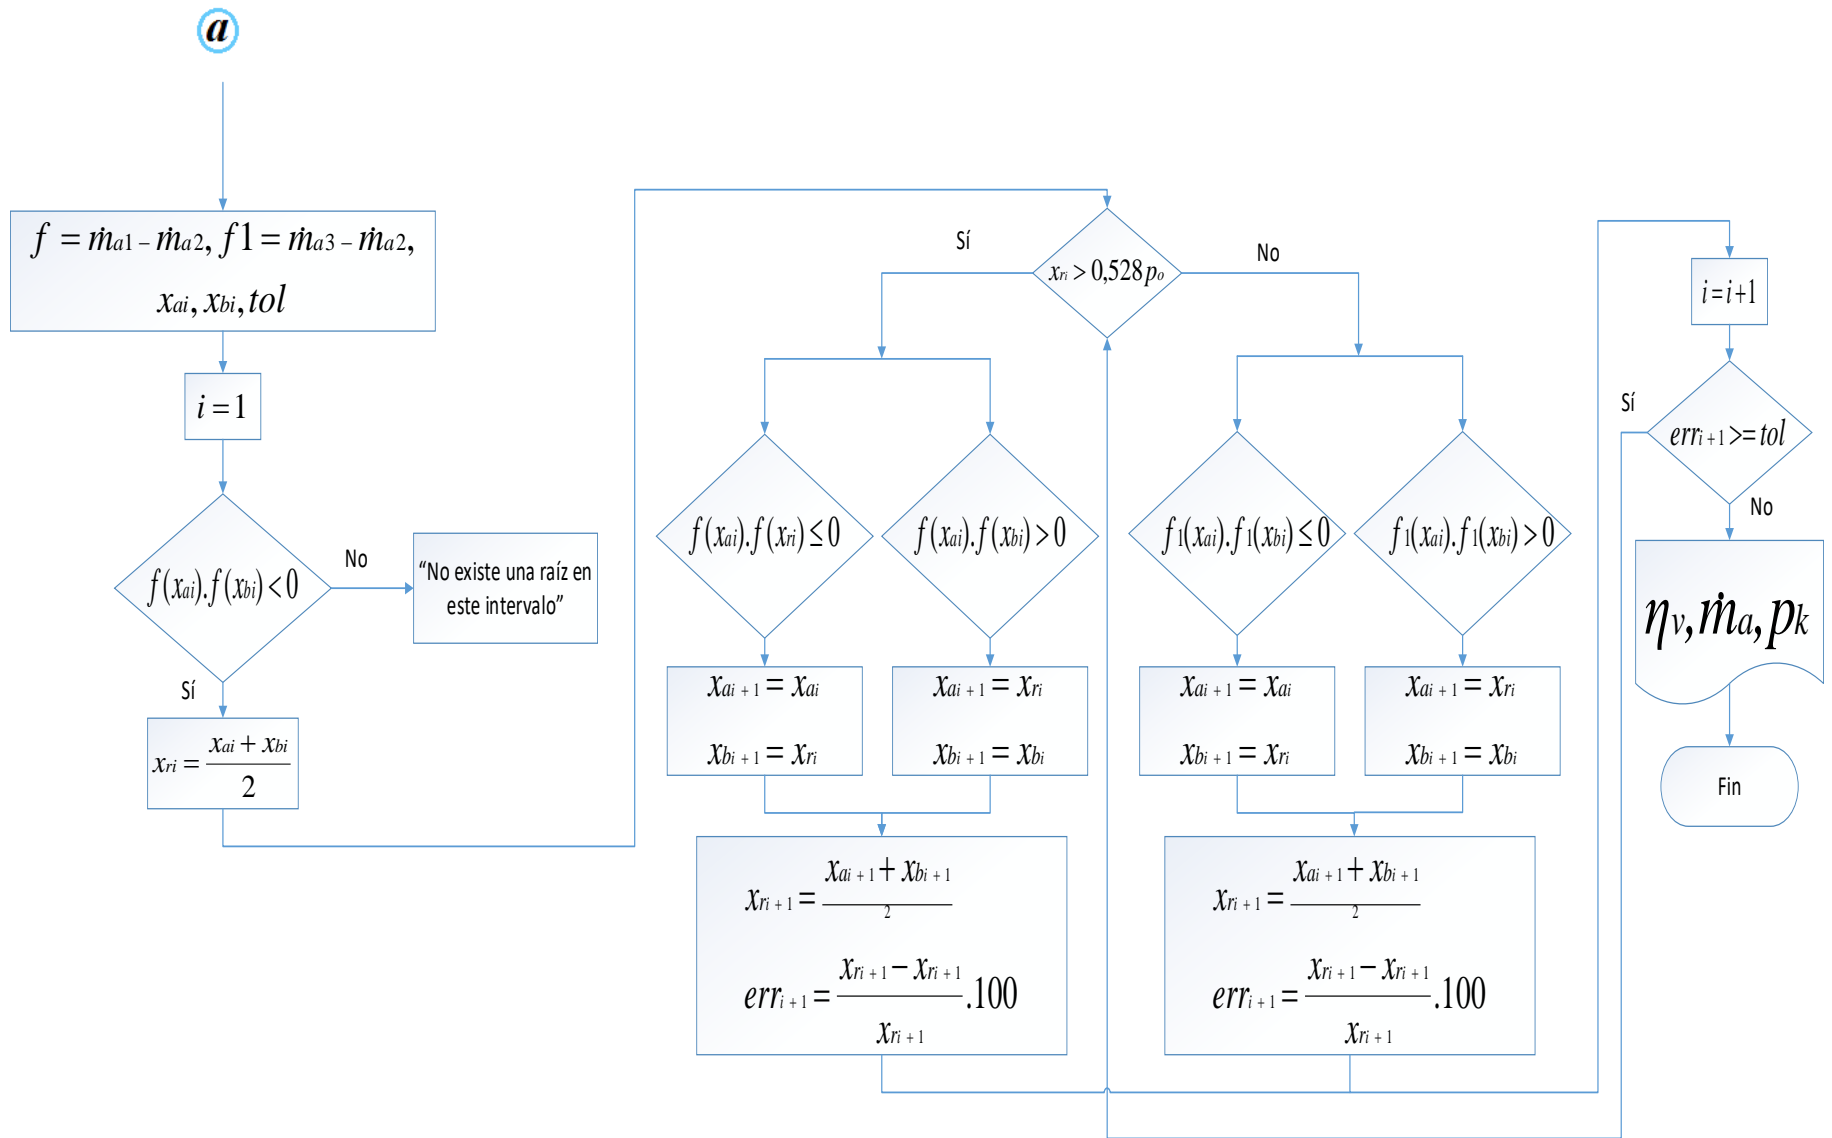 a
f = ṁa1 − ṁa2, f1 = ṁa3 − ṁa2,
xai, xbi, tol
i = 1
f(xai).f(xbi) < 0
No
“No existe una raíz en
este intervalo”
Sí
xri = (xai + xbi) / 2
xri > 0,528 po
Sí
No
f(xai).f(xri) ≤ 0
f(xai).f(xbi) > 0
f1(xai).f1(xbi) ≤ 0
f1(xai).f1(xbi) > 0
xai + 1 = xai
xbi + 1 = xri
xai + 1 = xri
xbi + 1 = xbi
xai + 1 = xai
xbi + 1 = xri
xai + 1 = xri
xbi + 1 = xbi
xri + 1 = (xai + 1 + xbi + 1) / 2
erri + 1 = (xri + 1 − xri + 1) / xri + 1 .100
xri + 1 = (xai + 1 + xbi + 1) / 2
erri + 1 = (xri + 1 − xri + 1) / xri + 1 .100
i = i+1
Sí
erri + 1 >= tol
No
ηv, ṁa, pk
Fin